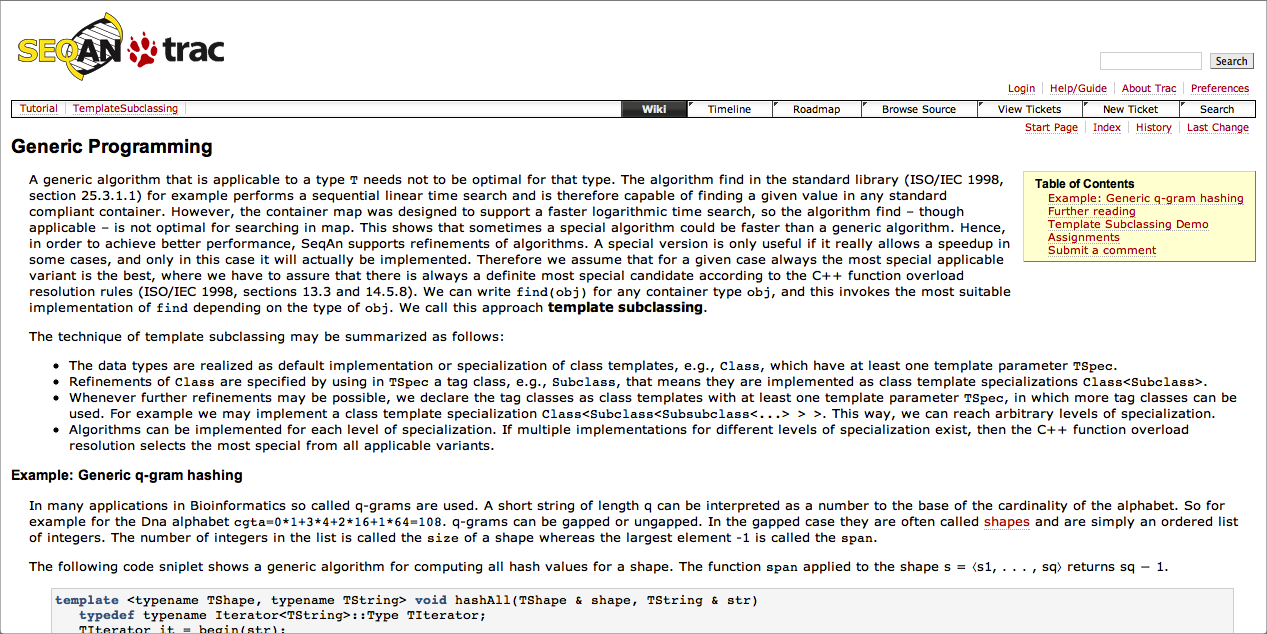 SEQAN trac
Search
Login Help/Guide About Trac Preferences
Tutorial TemplateSubclassing Wiki Timeline Roadmap Browse Source View Tickets New Ticket Search
Start Page Index History Last Change
Generic Programming
A generic algorithm that is applicable to a type T needs not to be optimal for that type. The algorithm find in the standard library (ISO/IEC 1998,
section 25.3.1.1) for example performs a sequential linear time search and is therefore capable of finding a given value in any standard
compliant container. However, the container map was designed to support a faster logarithmic time search, so the algorithm find – though
applicable – is not optimal for searching in map. This shows that sometimes a special algorithm could be faster than a generic algorithm. Hence,
in order to achieve better performance, SeqAn supports refinements of algorithms. A special version is only useful if it really allows a speedup in
some cases, and only in this case it will actually be implemented. Therefore we assume that for a given case always the most special applicable
variant is the best, where we have to assure that there is always a definite most special candidate according to the C++ function overload
resolution rules (ISO/IEC 1998, sections 13.3 and 14.5.8). We can write find(obj) for any container type obj, and this invokes the most suitable
implementation of find depending on the type of obj. We call this approach template subclassing.
Table of Contents
Example: Generic q-gram hashing
Further reading
Template Subclassing Demo
Assignments
Submit a comment
The technique of template subclassing may be summarized as follows:
• The data types are realized as default implementation or specialization of class templates, e.g., Class, which have at least one template parameter TSpec.
• Refinements of Class are specified by using in TSpec a tag class, e.g., Subclass, that means they are implemented as class template specializations Class<Subclass>.
• Whenever further refinements may be possible, we declare the tag classes as class templates with at least one template parameter TSpec, in which more tag classes can be
used. For example we may implement a class template specialization Class<Subclass<Subsubclass<...> > >. This way, we can reach arbitrary levels of specialization.
• Algorithms can be implemented for each level of specialization. If multiple implementations for different levels of specialization exist, then the C++ function overload
resolution selects the most special from all applicable variants.
Example: Generic q-gram hashing
In many applications in Bioinformatics so called q-grams are used. A short string of length q can be interpreted as a number to the base of the cardinality of the alphabet. So for
example for the Dna alphabet cgta=0*1+3*4+2*16+1*64=108. q-grams can be gapped or ungapped. In the gapped case they are often called shapes and are simply an ordered list
of integers. The number of integers in the list is called the size of a shape whereas the largest element -1 is called the span.
The following code sniplet shows a generic algorithm for computing all hash values for a shape. The function span applied to the shape s = ⟨s1, . . . , sq⟩ returns sq − 1.
template <typename TShape, typename TString> void hashAll(TShape & shape, TString & str)
typedef typename Iterator<TString>::Type TIterator;
TIterator it = begin(str);